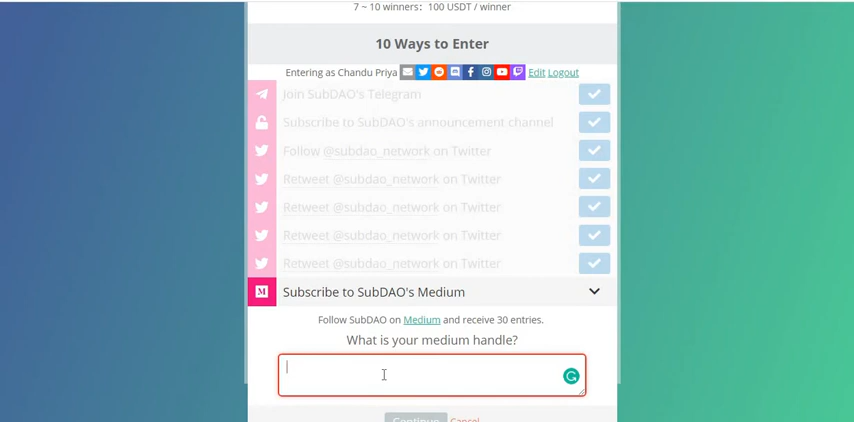 7 ~ 10 winners: 100 USDT / winner
10 Ways to Enter
Entering as Chandu Priya Edit Logout
Join SubDAO's Telegram
Subscribe to SubDAO's announcement channel
Follow @subdao_network on Twitter
Retweet @subdao_network on Twitter
Retweet @subdao_network on Twitter
Retweet @subdao_network on Twitter
Retweet @subdao_network on Twitter
Subscribe to SubDAO's Medium
Follow SubDAO on Medium and receive 30 entries.
What is your medium handle?
Continue Cancel